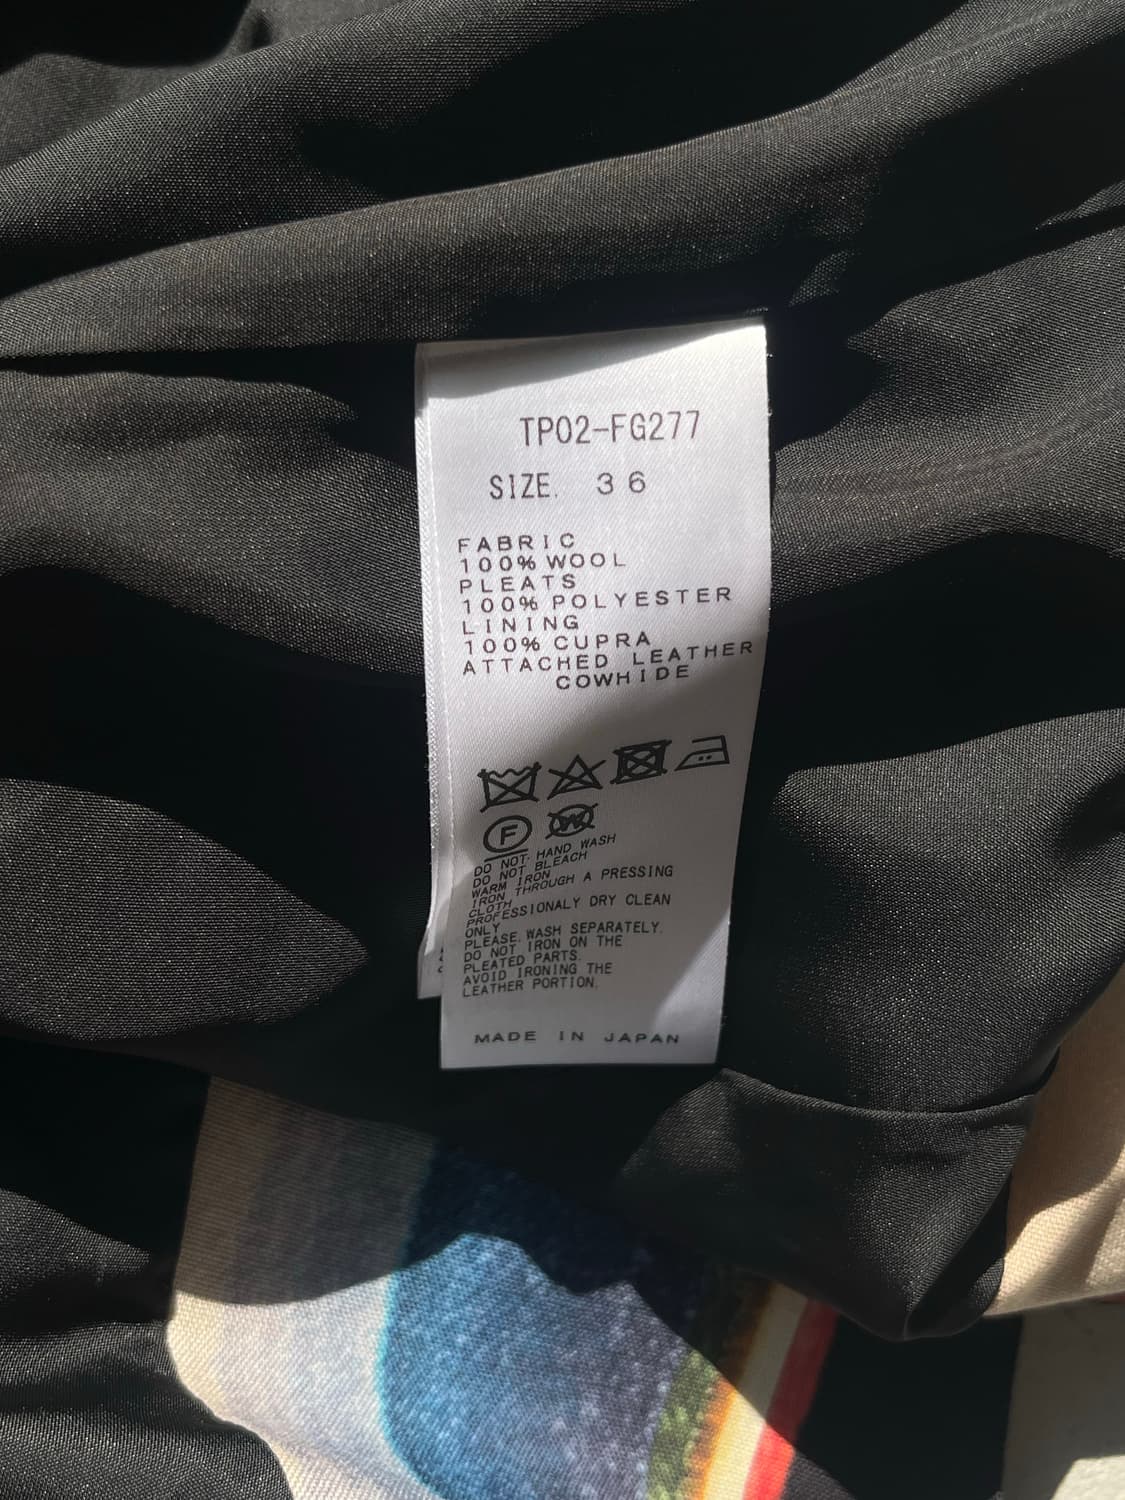 TP02-FG277
SIZE. 36
FABRIC
100% WOOL
PLEATS
100% POLYESTER
LINING
100% CUPRA
ATTACHED LEATHER
COWHIDE
F W
DO NOT HAND WASH
DO NOT BLEACH
WARM IRON
IRON THROUGH A PRESSING
CLOTH
PROFESSIONALY DRY CLEAN
ONLY
PLEASE WASH SEPARATELY.
DO NOT IRON ON THE
PLEATED PARTS.
AVOID IRONING THE
LEATHER PORTION.
MADE IN JAPAN